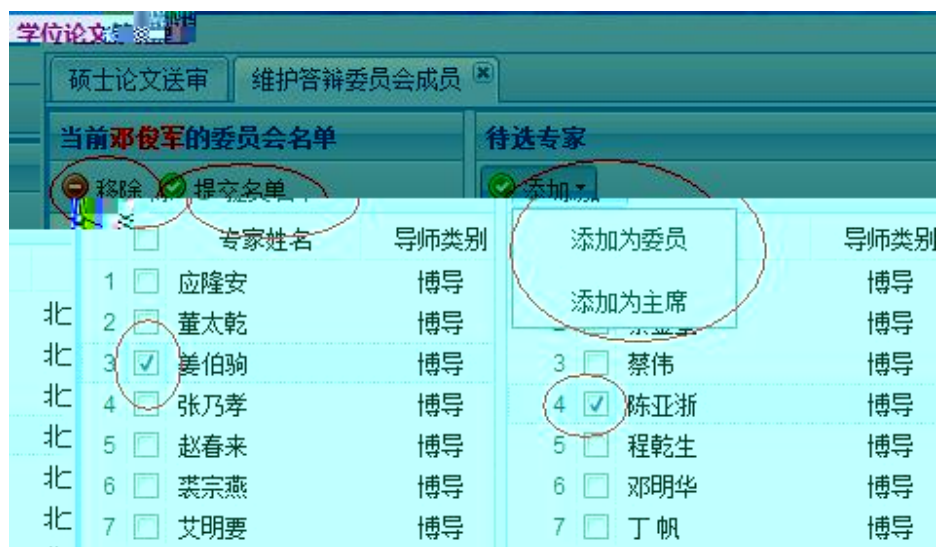 学位论文
硕士论文送审 维护答辩委员会成员
当前邓俊军的委员会名单 待选专家
移除 提交名单 添加
专家姓名 导师类别 添加为委员 导师类别
1 应隆安 博导 博导
添加为主席
北 2 董太乾 博导 博导
北 3 姜伯驹 博导 3 蔡伟 博导
北 4 张乃孝 博导 4 陈亚浙 博导
北 5 赵春来 博导 5 程乾生 博导
北 6 裘宗燕 博导 6 邓明华 博导
北 7 艾明要 博导 7 丁帆 博导